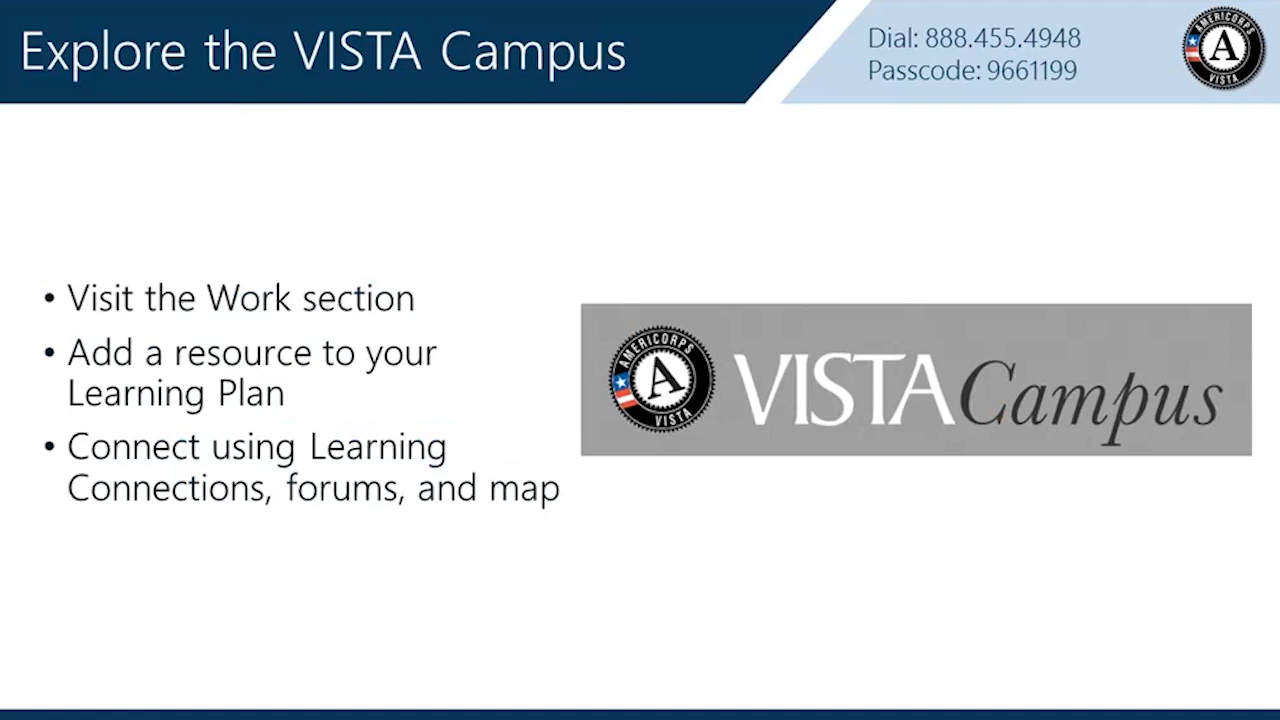 Explore the VISTA Campus
Dial: 888.455.4948
Passcode: 9661199
AMERICORPS
A
VISTA
• Visit the Work section
• Add a resource to your
Learning Plan
• Connect using Learning
Connections, forums, and map
AMERICORPS
A
VISTA
VISTA Campus